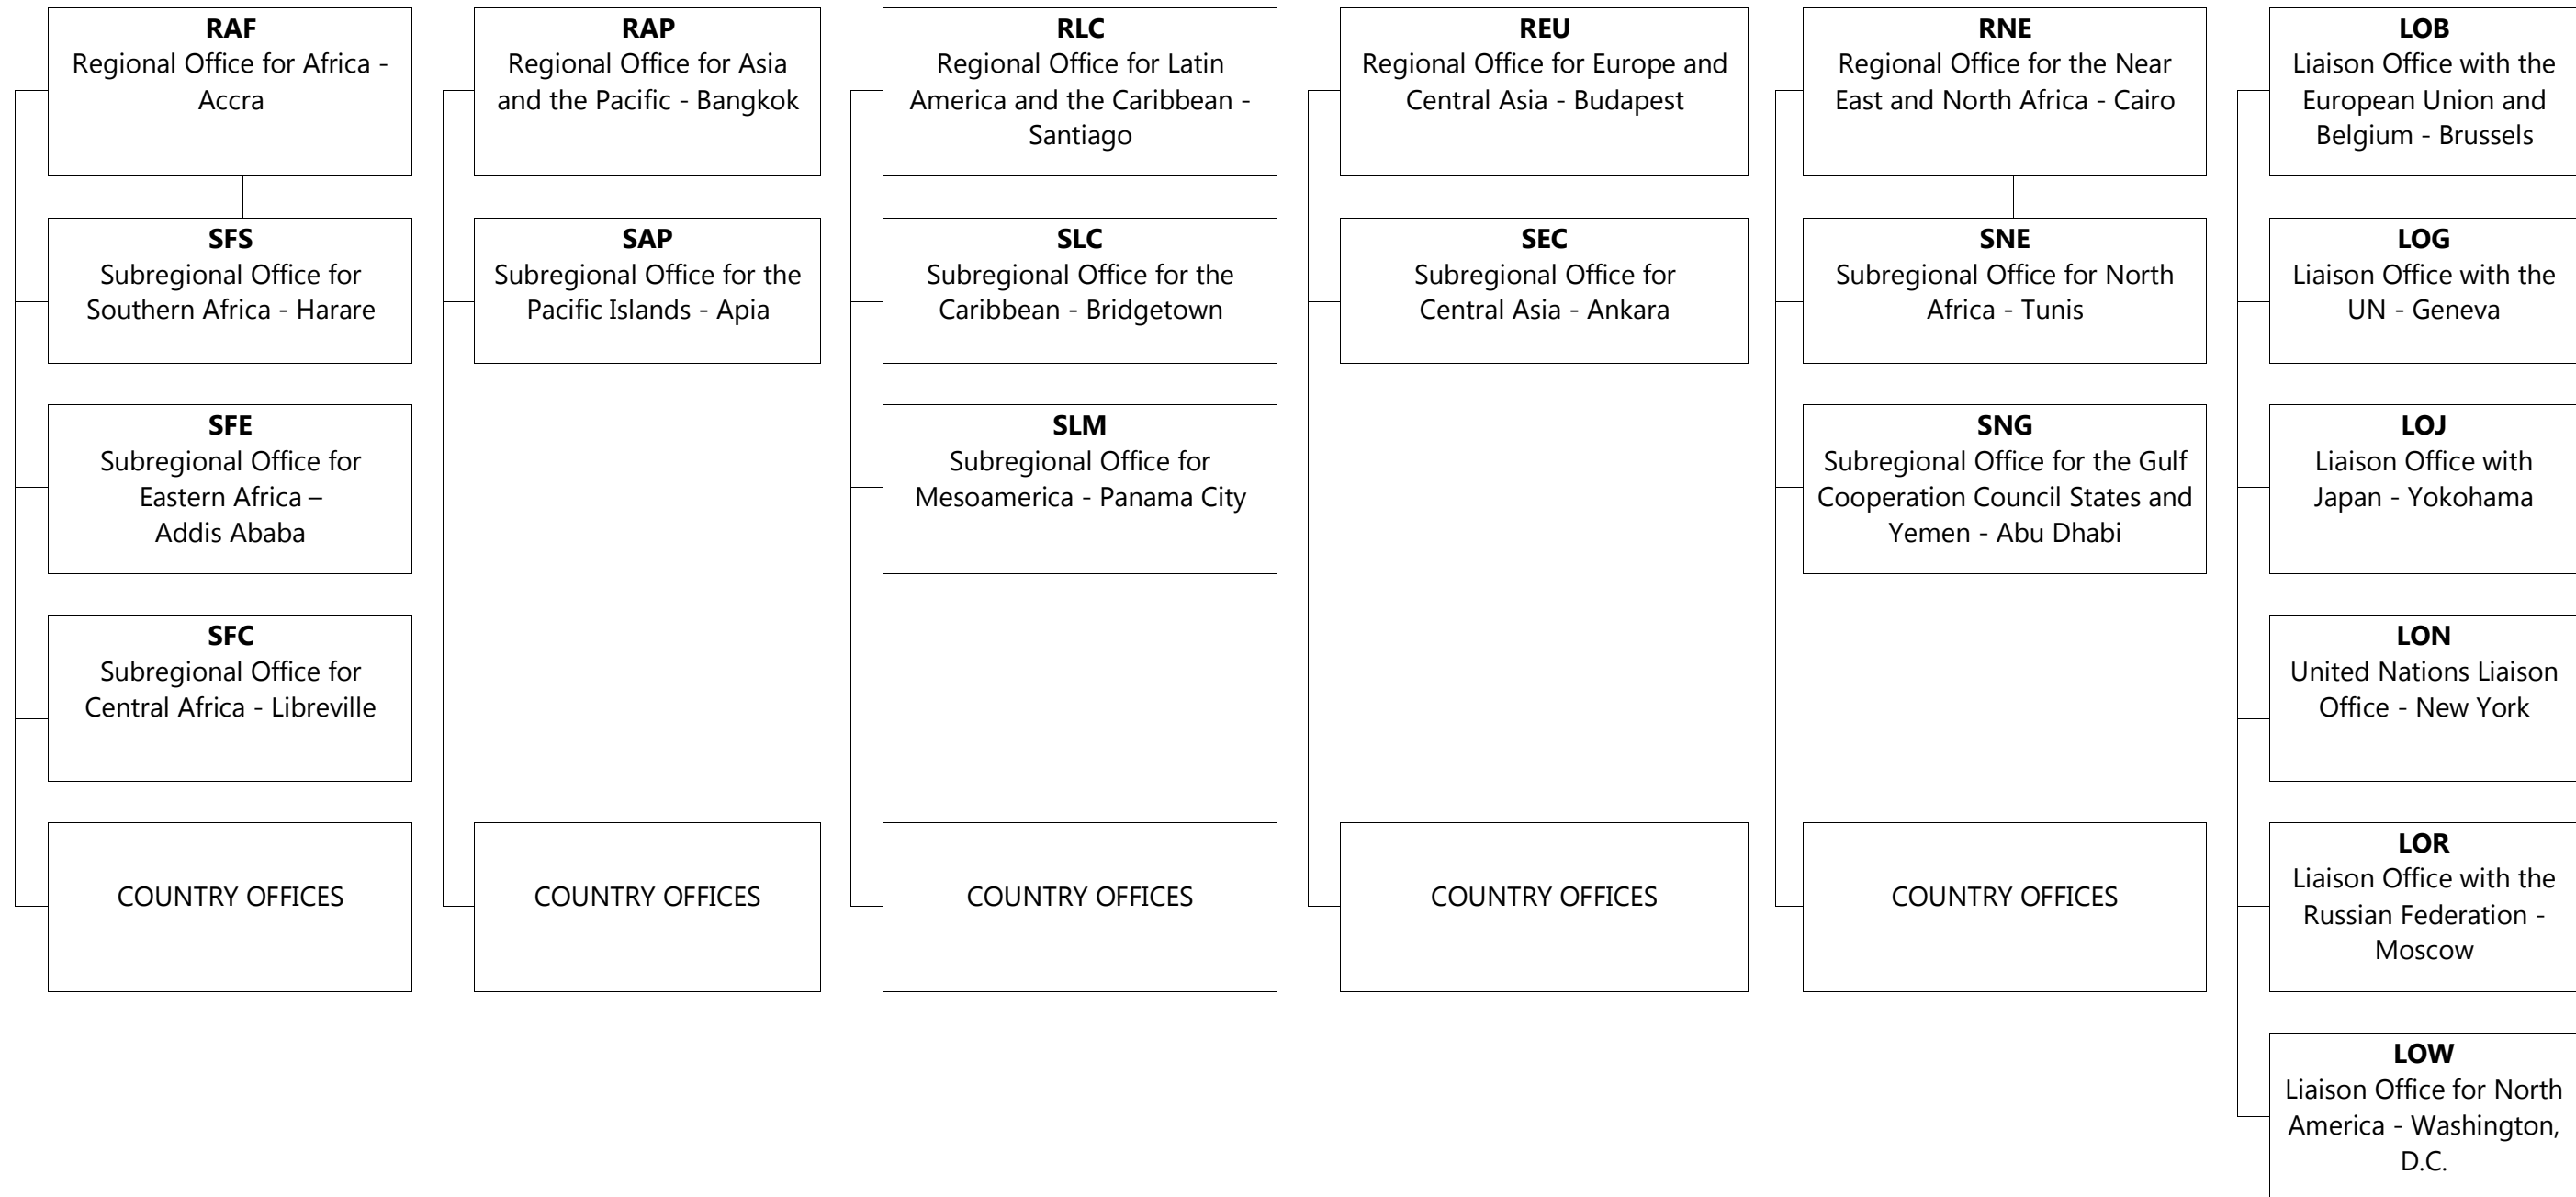 RAF
Regional Office for Africa -
Accra
SFS
Subregional Office for
Southern Africa - Harare
SFE
Subregional Office for
Eastern Africa –
Addis Ababa
SFC
Subregional Office for
Central Africa - Libreville
COUNTRY OFFICES
RAP
Regional Office for Asia
and the Pacific - Bangkok
SAP
Subregional Office for the
Pacific Islands - Apia
COUNTRY OFFICES
RLC
Regional Office for Latin
America and the Caribbean -
Santiago
SLC
Subregional Office for the
Caribbean - Bridgetown
SLM
Subregional Office for
Mesoamerica - Panama City
COUNTRY OFFICES
REU
Regional Office for Europe and
Central Asia - Budapest
SEC
Subregional Office for
Central Asia - Ankara
COUNTRY OFFICES
RNE
Regional Office for the Near
East and North Africa - Cairo
SNE
Subregional Office for North
Africa - Tunis
SNG
Subregional Office for the Gulf
Cooperation Council States and
Yemen - Abu Dhabi
COUNTRY OFFICES
LOB
Liaison Office with the
European Union and
Belgium - Brussels
LOG
Liaison Office with the
UN - Geneva
LOJ
Liaison Office with
Japan - Yokohama
LON
United Nations Liaison
Office - New York
LOR
Liaison Office with the
Russian Federation -
Moscow
LOW
Liaison Office for North
America - Washington,
D.C.